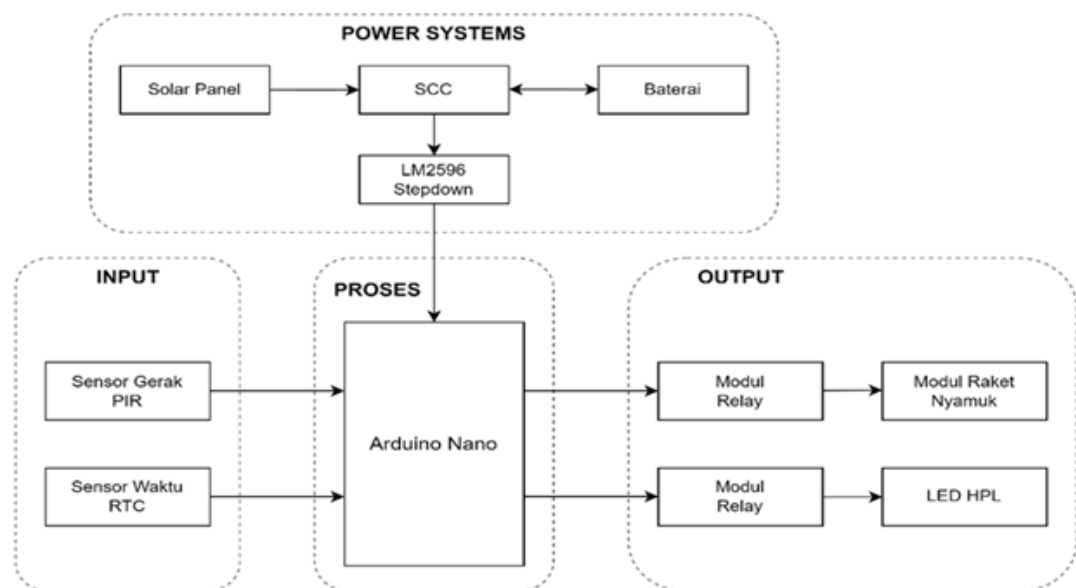 POWER SYSTEMS
Solar Panel
SCC
Baterai
LM2596
Stepdown
INPUT
PROSES
OUTPUT
Sensor Gerak
PIR
Sensor Waktu
RTC
Arduino Nano
Modul
Relay
Modul Raket
Nyamuk
Modul
Relay
LED HPL